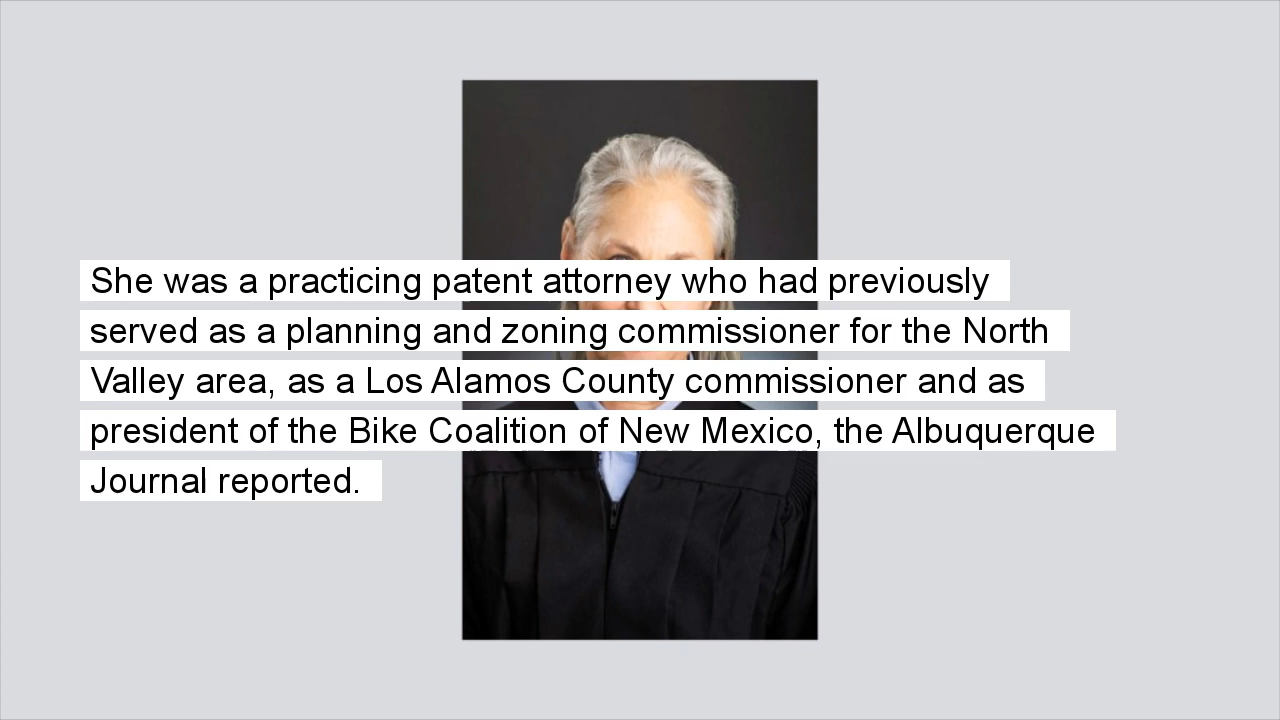 She was a practicing patent attorney who had previously
served as a planning and zoning commissioner for the North
Valley area, as a Los Alamos County commissioner and as
president of the Bike Coalition of New Mexico, the Albuquerque
Journal reported.